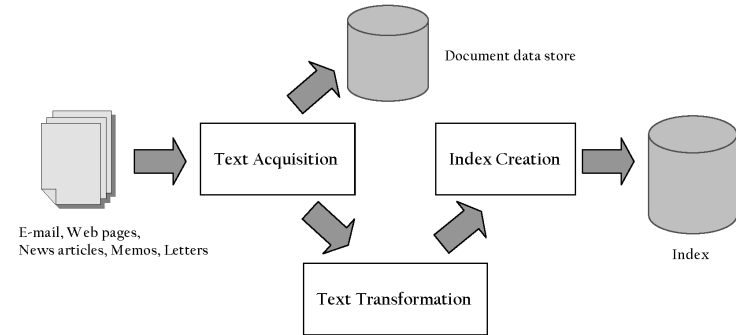 Document data store
Text Acquisition
Index Creation
E-mail, Web pages,
News articles, Memos, Letters
Index
Text Transformation